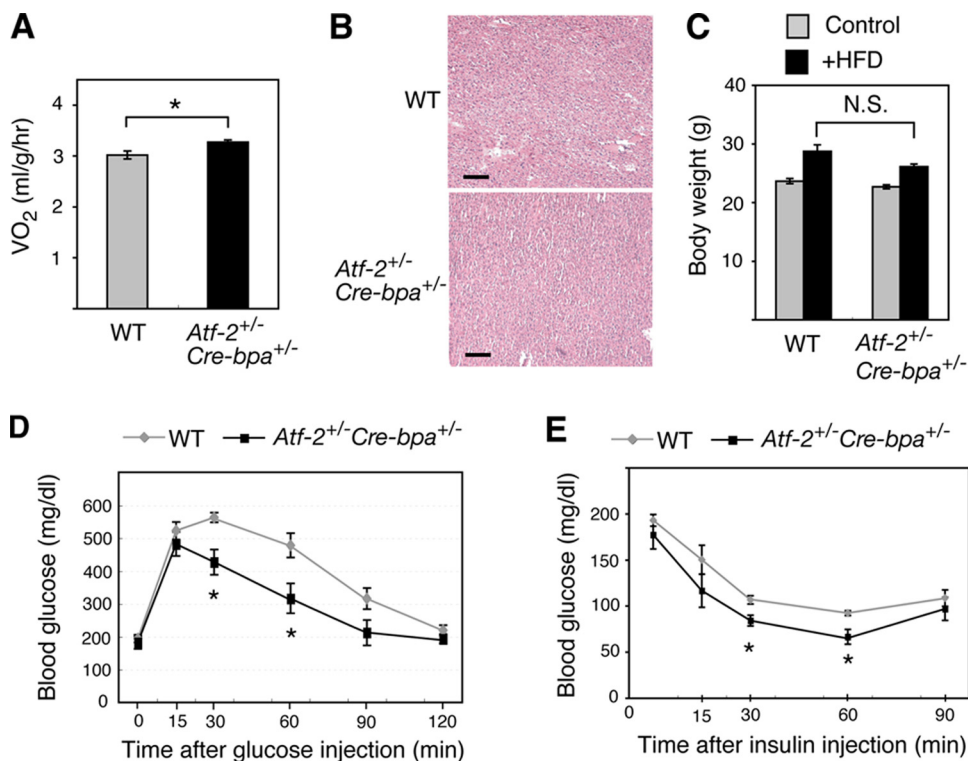 A
VO2 (ml/g/hr)
4
3
2
1
*
WT
Atf-2+/-
Cre-bpa+/-
B
WT
Atf-2+/-
Cre-bpa+/-
C
Control
+HFD
Body weight (g)
40
30
20
10
N.S.
WT
Atf-2+/-
Cre-bpa+/-
D
WT
Atf-2+/-Cre-bpa+/-
Blood glucose (mg/dl)
600
500
400
300
200
100
0
*
*
0 15 30 60 90 120
Time after glucose injection (min)
E
WT
Atf-2+/-Cre-bpa+/-
Blood glucose (mg/dl)
200
150
100
50
0
*
*
0 15 30 60 90
Time after insulin injection (min)